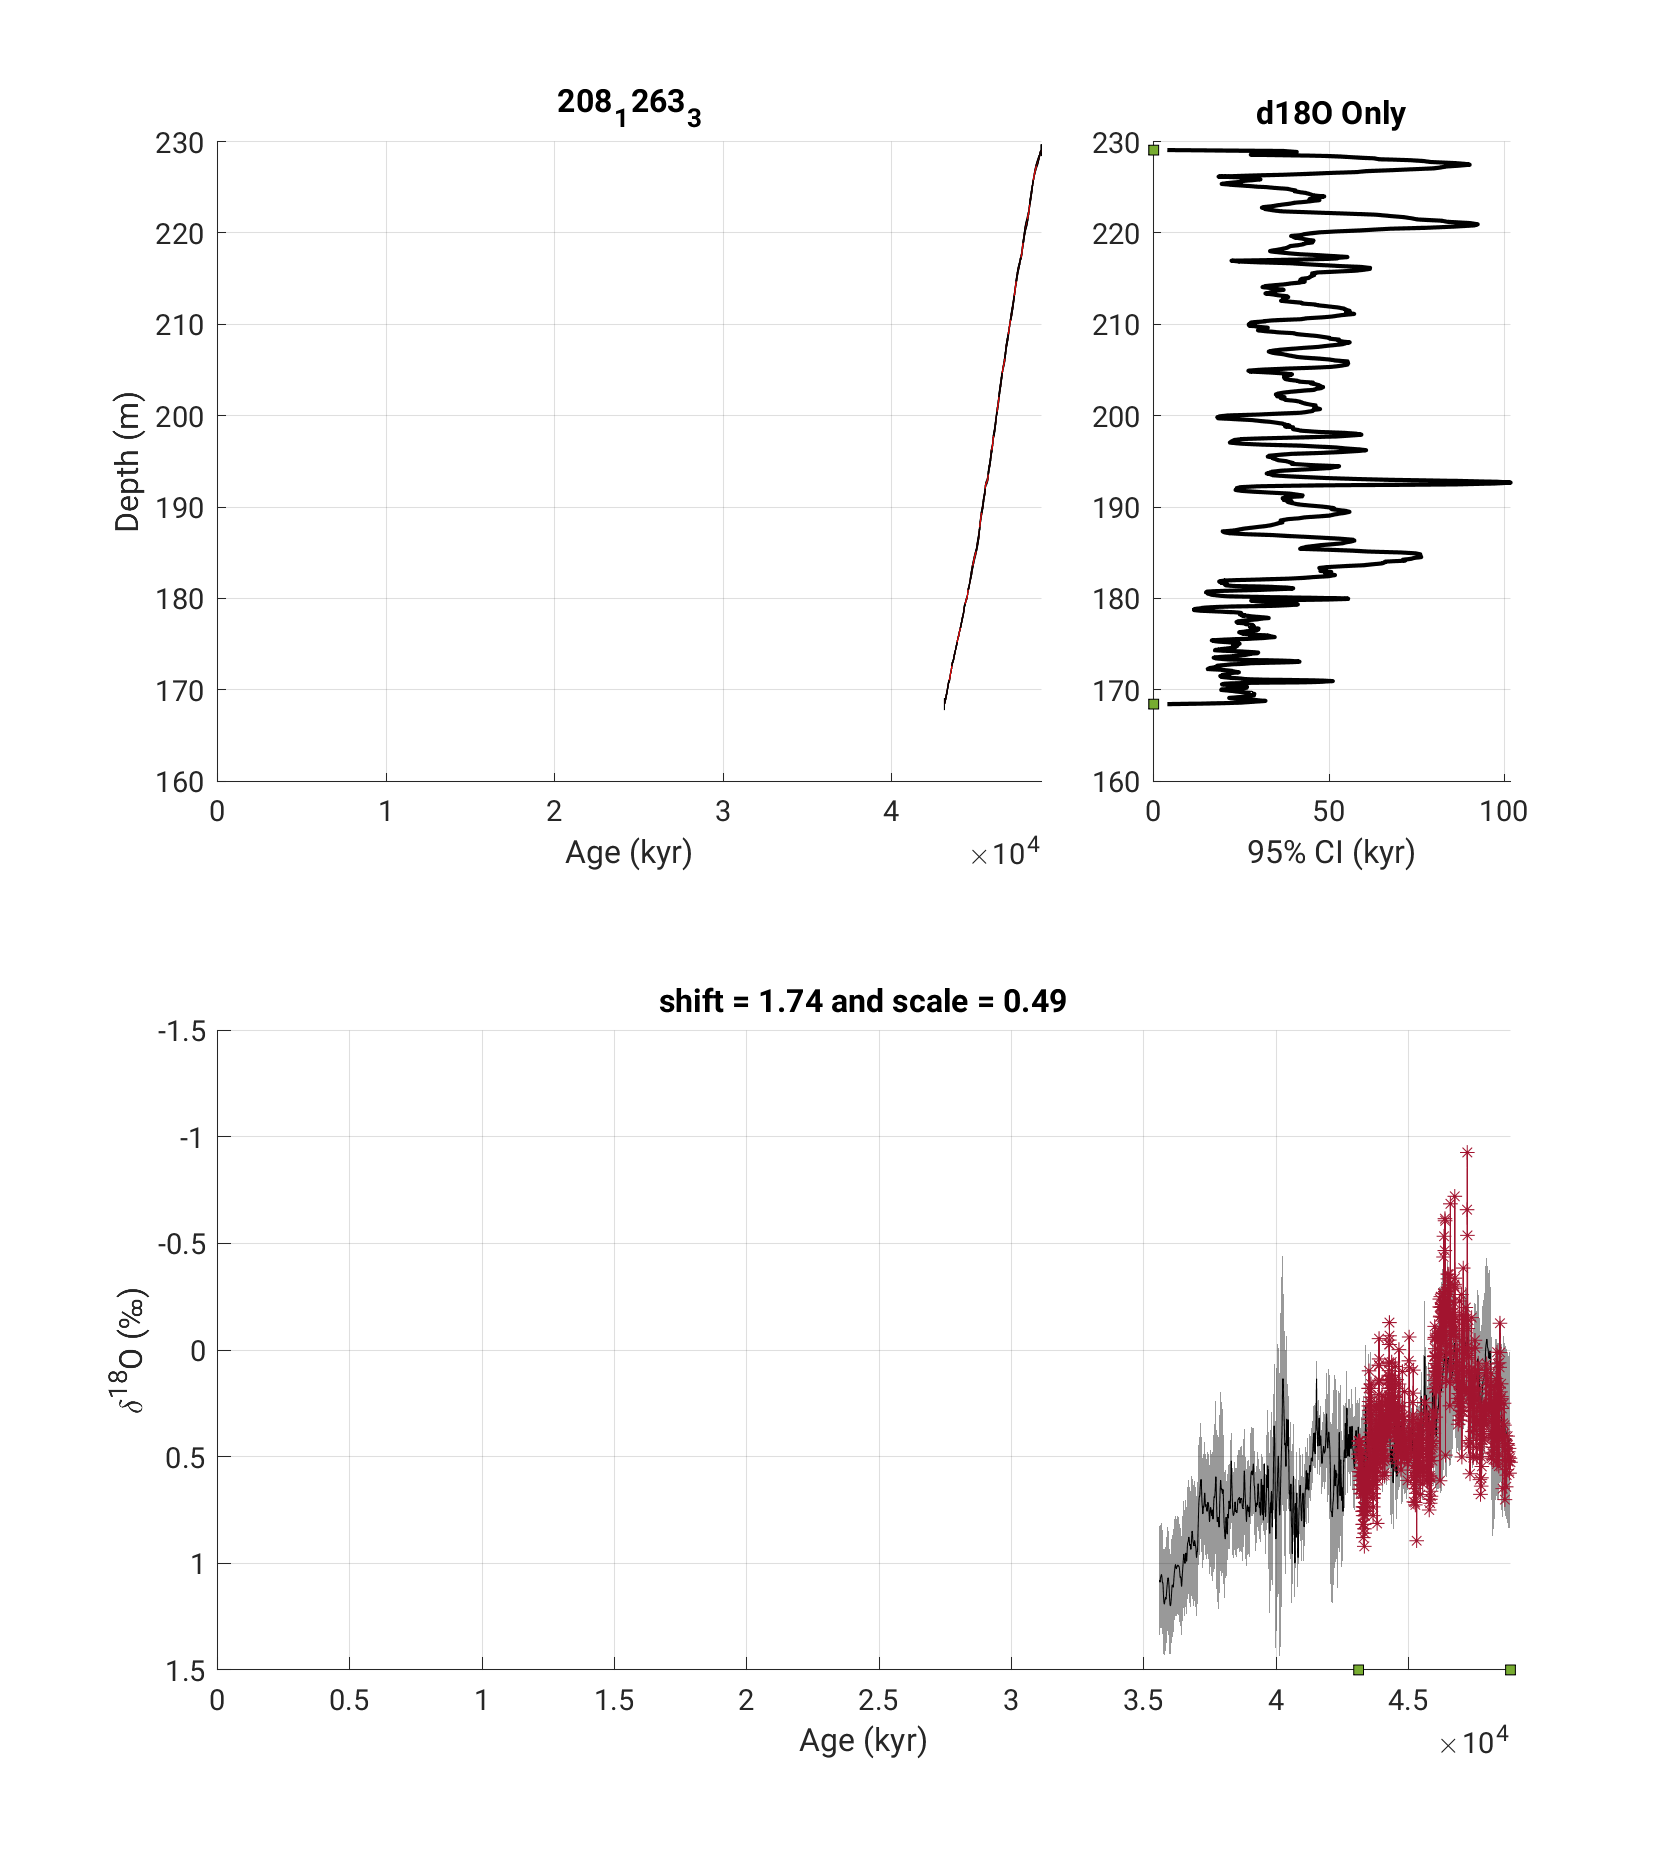 208₁263₃
d18O Only
230
220
210
200
190
180
170
160
Depth (m)
0 1 2 3 4
Age (kyr)
×10⁴
230
220
210
200
190
180
170
160
0 50 100
95% CI (kyr)
shift = 1.74 and scale = 0.49
-1.5
-1
-0.5
0
0.5
1
1.5
δ¹⁸O (‰)
0 0.5 1 1.5 2 2.5 3 3.5 4 4.5
Age (kyr)
×10⁴